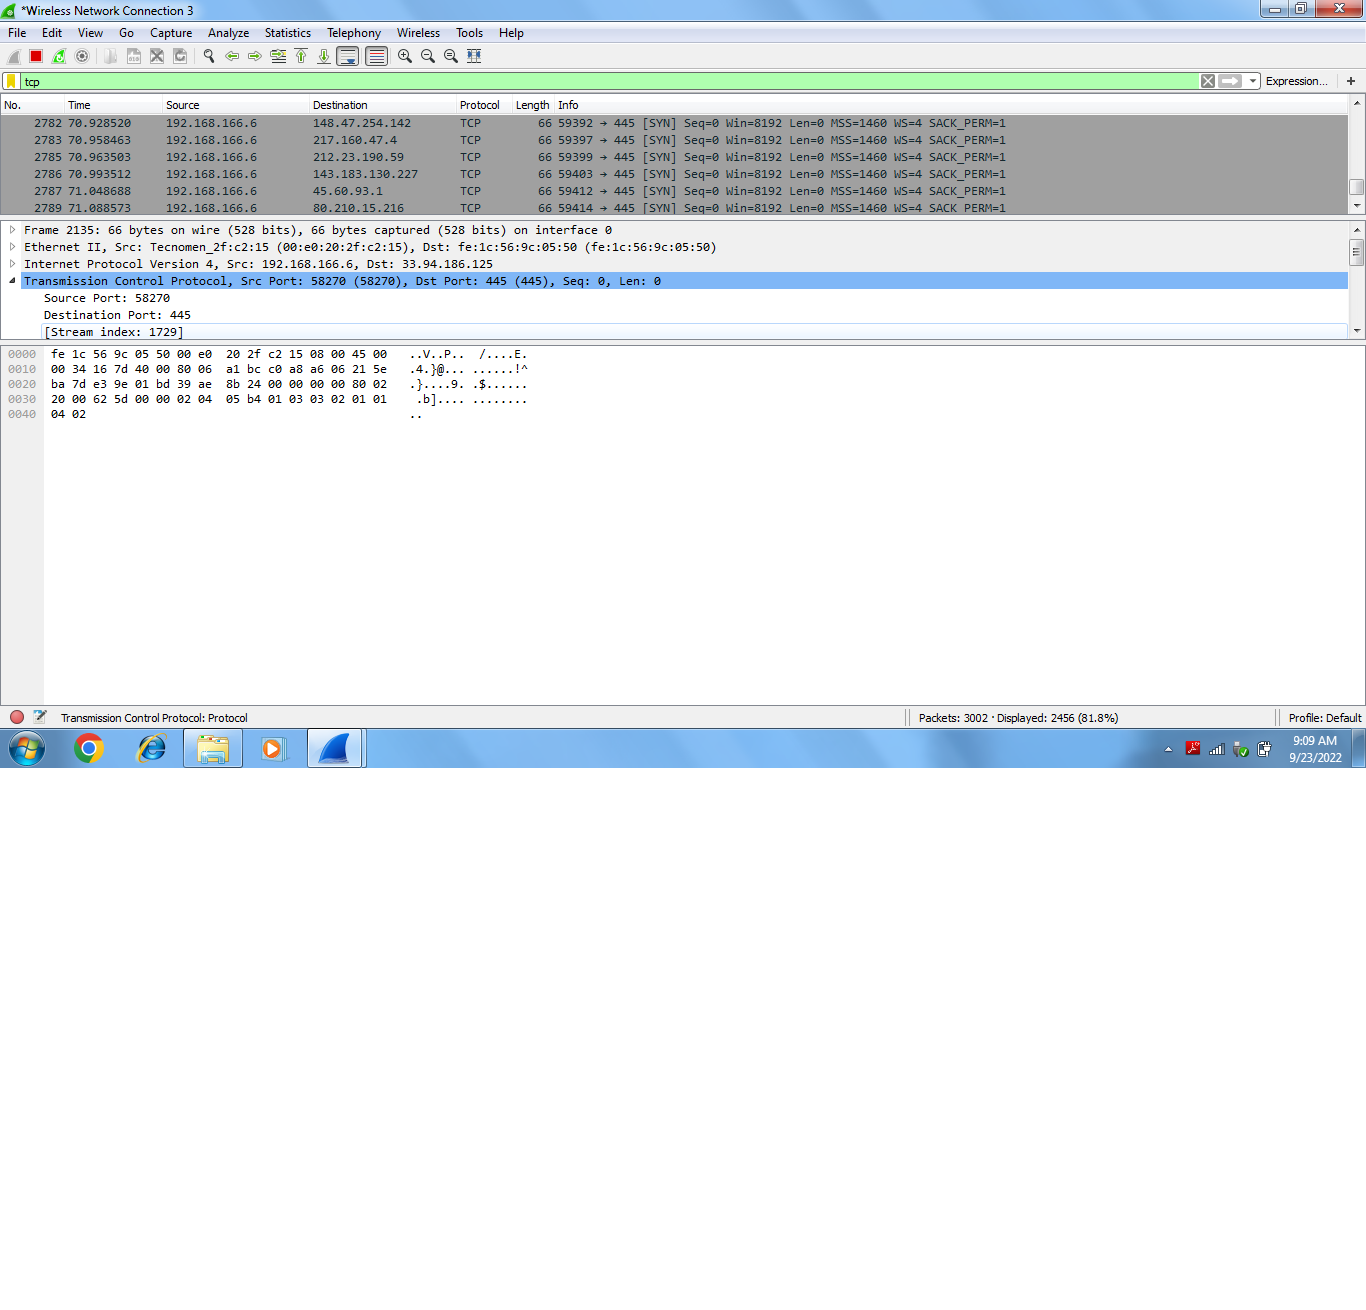 *Wireless Network Connection 3
File Edit View Go Capture Analyze Statistics Telephony Wireless Tools Help
tcp Expression... +
No. Time Source Destination Protocol Length Info
2782 70.928520 192.168.166.6 148.47.254.142 TCP 66 59392 → 445 [SYN] Seq=0 Win=8192 Len=0 MSS=1460 WS=4 SACK_PERM=1
2783 70.958463 192.168.166.6 217.160.47.4 TCP 66 59397 → 445 [SYN] Seq=0 Win=8192 Len=0 MSS=1460 WS=4 SACK_PERM=1
2785 70.963503 192.168.166.6 212.23.190.59 TCP 66 59399 → 445 [SYN] Seq=0 Win=8192 Len=0 MSS=1460 WS=4 SACK_PERM=1
2786 70.993512 192.168.166.6 143.183.130.227 TCP 66 59403 → 445 [SYN] Seq=0 Win=8192 Len=0 MSS=1460 WS=4 SACK_PERM=1
2787 71.048688 192.168.166.6 45.60.93.1 TCP 66 59412 → 445 [SYN] Seq=0 Win=8192 Len=0 MSS=1460 WS=4 SACK_PERM=1
2789 71.088573 192.168.166.6 80.210.15.216 TCP 66 59414 → 445 [SYN] Seq=0 Win=8192 Len=0 MSS=1460 WS=4 SACK_PERM=1
Frame 2135: 66 bytes on wire (528 bits), 66 bytes captured (528 bits) on interface 0
Ethernet II, Src: Tecnomen_2f:c2:15 (00:e0:20:2f:c2:15), Dst: fe:1c:56:9c:05:50 (fe:1c:56:9c:05:50)
Internet Protocol Version 4, Src: 192.168.166.6, Dst: 33.94.186.125
Transmission Control Protocol, Src Port: 58270 (58270), Dst Port: 445 (445), Seq: 0, Len: 0
Source Port: 58270
Destination Port: 445
[Stream index: 1729]
0000 fe 1c 56 9c 05 50 00 e0 20 2f c2 15 08 00 45 00 ..V..P.. /....E.
0010 00 34 16 7d 40 00 80 06 a1 bc c0 a8 a6 06 21 5e .4.}@... ......!^
0020 ba 7d e3 9e 01 bd 39 ae 8b 24 00 00 00 00 80 02 .}....9. .$......
0030 20 00 62 5d 00 00 02 04 05 b4 01 03 03 02 01 01 .b].... ........
0040 04 02 ..
Transmission Control Protocol: Protocol Packets: 3002 · Displayed: 2456 (81.8%) Profile: Default
9:09 AM
9/23/2022